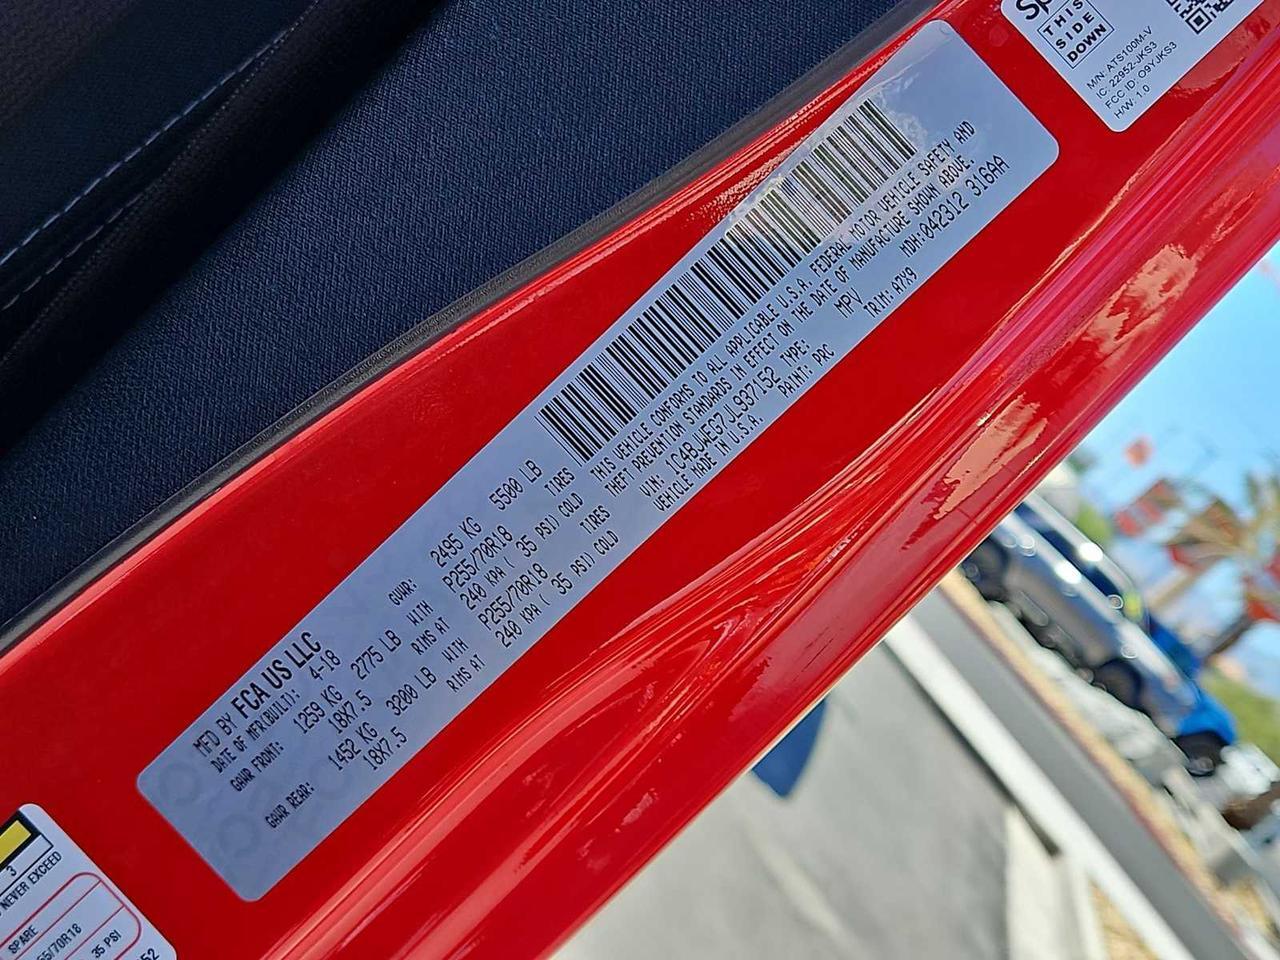 MFD BY FCA US LLC
DATE OF MFR(BUILT): 4-18 GVWR: 2495 KG 5500 LB
GAWR FRONT: 1259 KG 2775 LB WITH P255/70R18 TIRES
18X7.5 RIMS AT 240 KPA ( 35 PSI) COLD
GAWR REAR: 1452 KG 3200 LB WITH P255/70R18 TIRES
18X7.5 RIMS AT 240 KPA ( 35 PSI) COLD
THIS VEHICLE CONFORMS TO ALL APPLICABLE U.S.A. FEDERAL MOTOR VEHICLE SAFETY AND
THEFT PREVENTION STANDARDS IN EFFECT ON THE DATE OF MANUFACTURE SHOWN ABOVE.
VIN: 1C4BJWEG7JL937152 TYPE: MPV MDH: 042312 316AA
VEHICLE MADE IN U.S.A. PAINT: PRC TRIM: A7X9
THIS
SIDE
DOWN
M/N: ATS100M-V
IC: 22952-JKS3
FCC ID: O9YJKS3
H/W: 1.0
3
NEVER EXCEED
SPARE
35 PSI